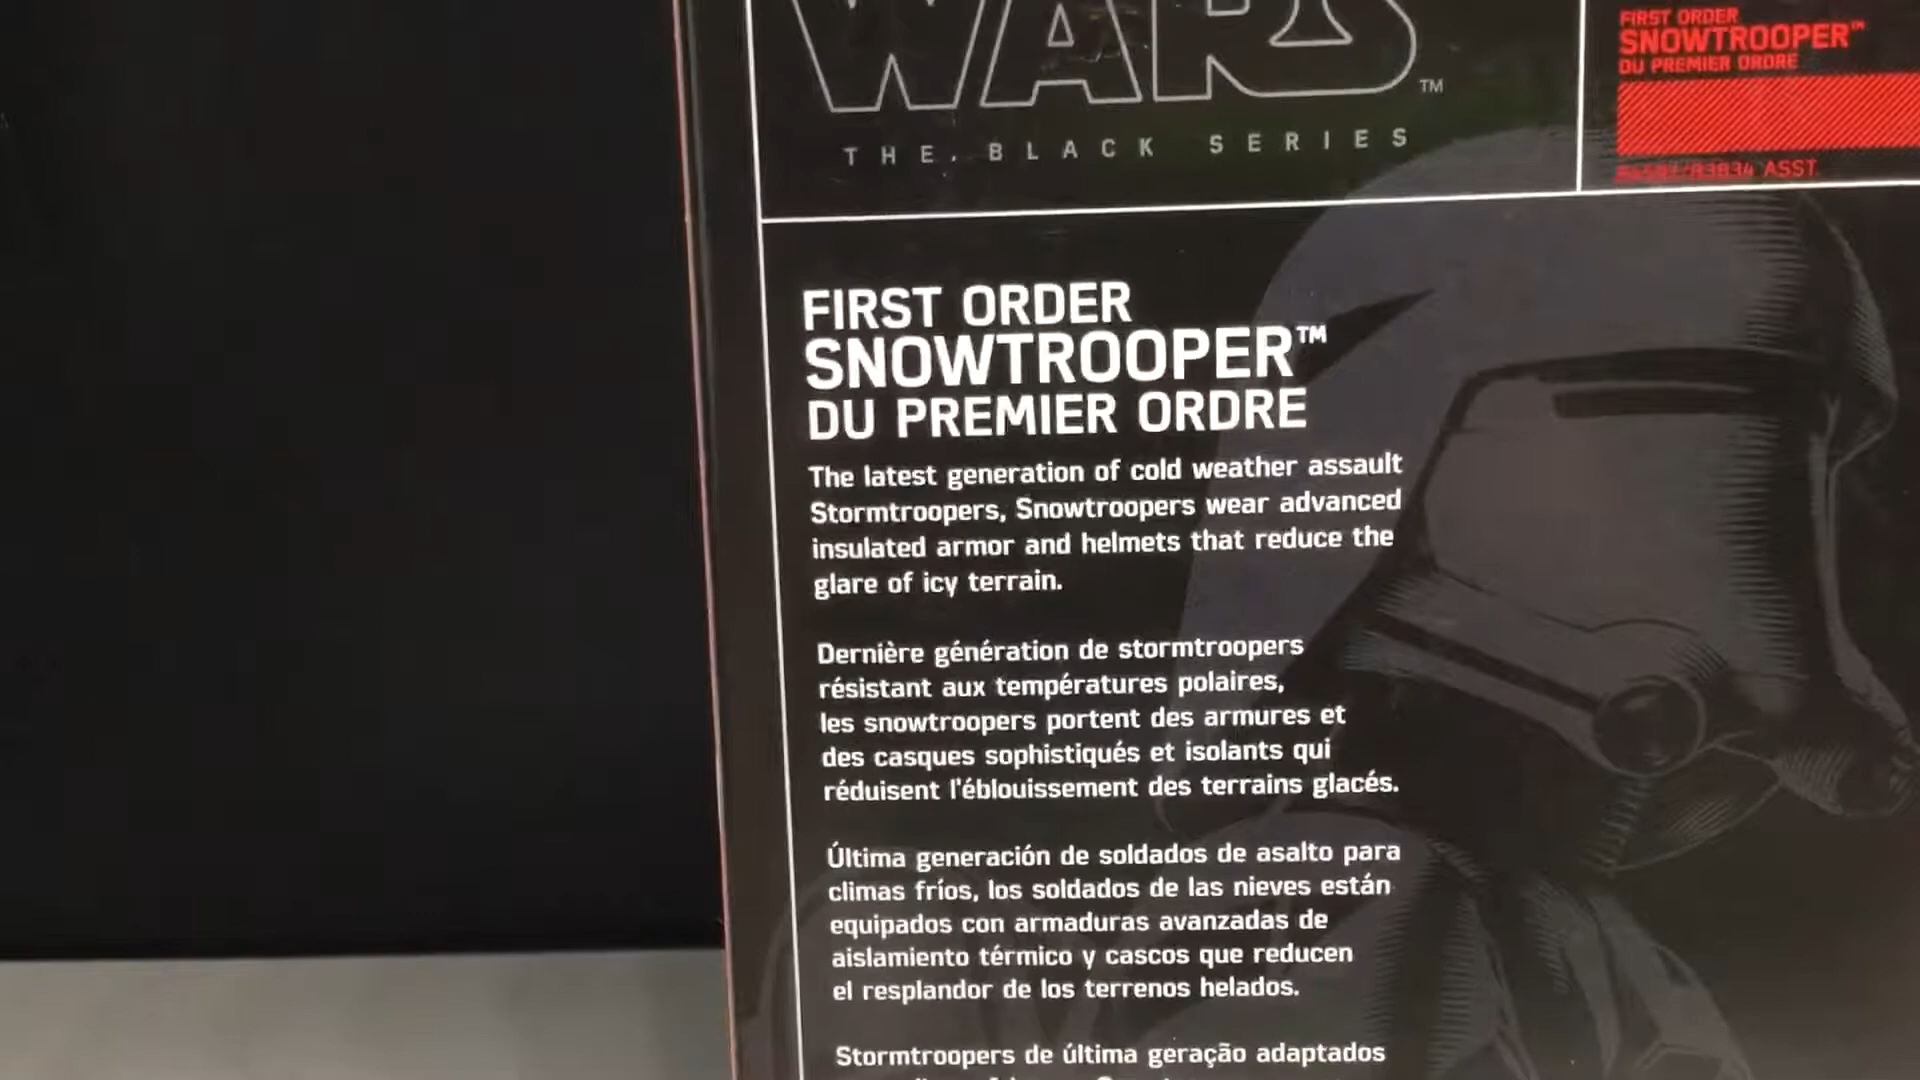 WARS
TM
THE BLACK SERIES
FIRST ORDER
SNOWTROOPER™
DU PREMIER ORDRE
ASST.
FIRST ORDER
SNOWTROOPER™
DU PREMIER ORDRE
The latest generation of cold weather assault
Stormtroopers, Snowtroopers wear advanced
insulated armor and helmets that reduce the
glare of icy terrain.
Dernière génération de stormtroopers
résistant aux températures polaires,
les snowtroopers portent des armures et
des casques sophistiqués et isolants qui
réduisent l'éblouissement des terrains glacés.
Última generación de soldados de asalto para
climas fríos, los soldados de las nieves están
equipados con armaduras avanzadas de
aislamiento térmico y cascos que reducen
el resplandor de los terrenos helados.
Stormtroopers de última geração adaptados